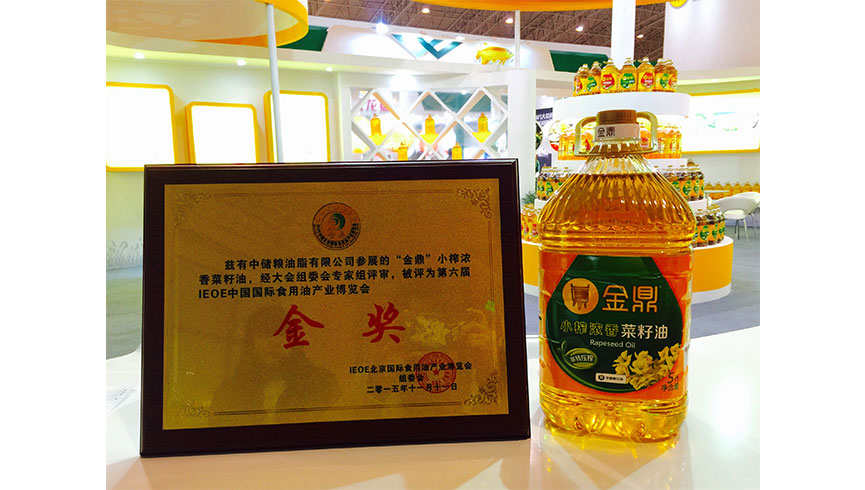 兹有中储粮油脂有限公司参展的“金鼎”小榨浓
香菜籽油，经大会组委会专家组评审，被评为第六届
IEOE中国国际食用油产业博览会
金奖
IEOE北京国际食用油产业博览会
组委会
二零一五年十一月十一日
金鼎
金鼎
小榨浓香菜籽油
Rapeseed Oil
5升
净含量